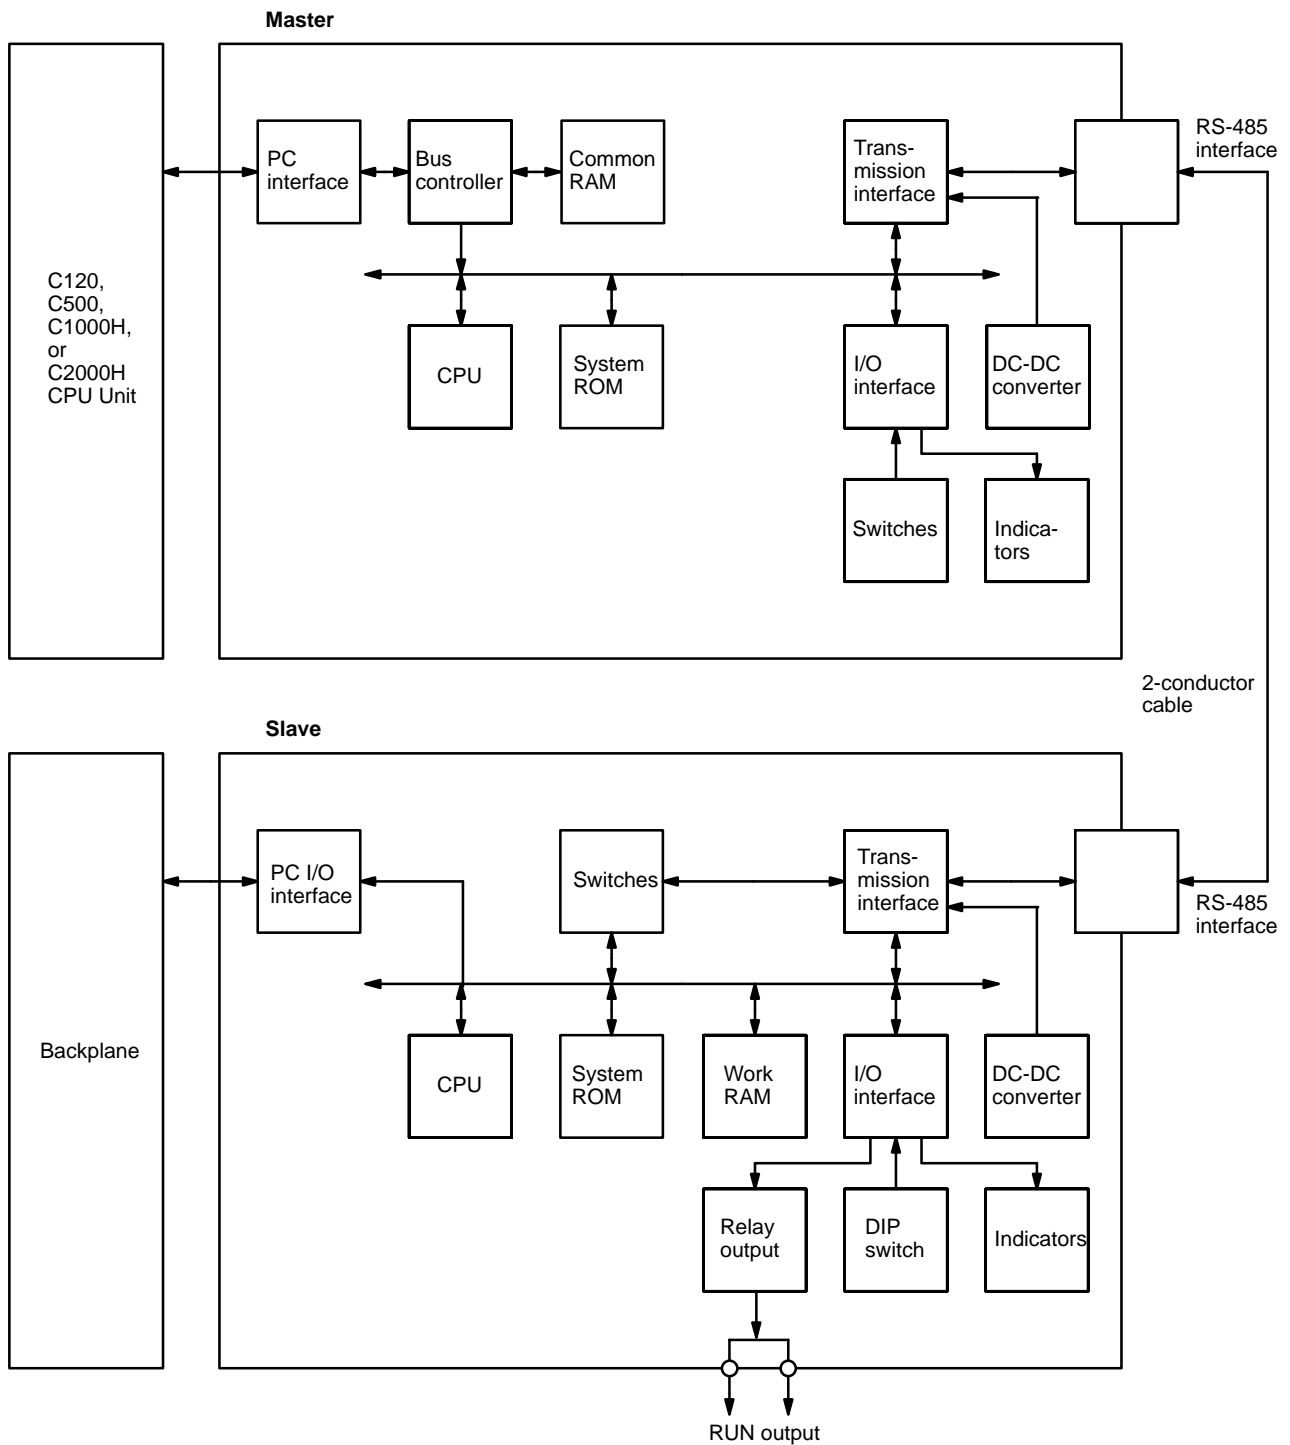 Master
C120,
C500,
C1000H,
or
C2000H
CPU Unit
PC
interface
Bus
controller
Common
RAM
Trans-
mission
interface
RS-485
interface
CPU
System
ROM
I/O
interface
DC-DC
converter
Switches
Indica-
tors
2-conductor
cable
Slave
Backplane
PC I/O
interface
Switches
Trans-
mission
interface
RS-485
interface
CPU
System
ROM
Work
RAM
I/O
interface
DC-DC
converter
Relay
output
DIP
switch
Indicators
RUN output